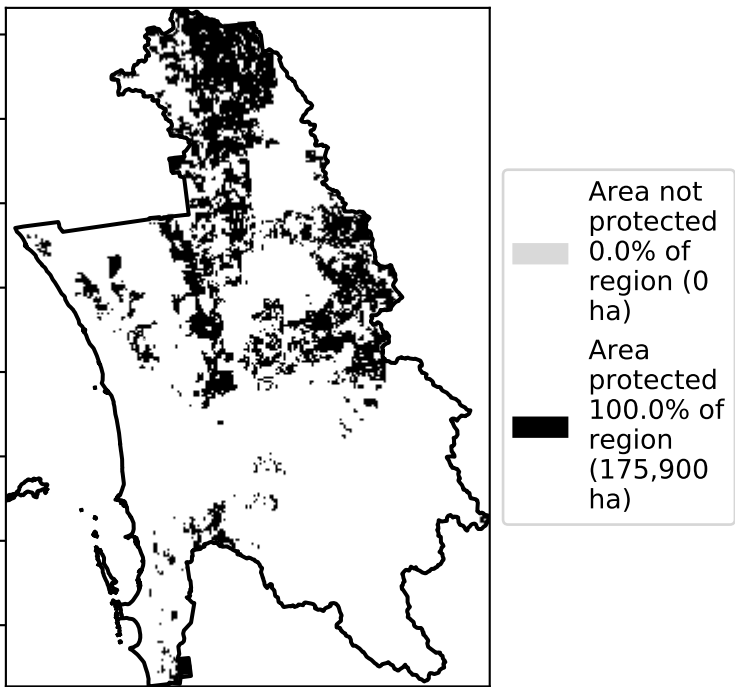 Area not
protected
0.0% of
region (0
ha)
Area
protected
100.0% of
region
(175,900
ha)